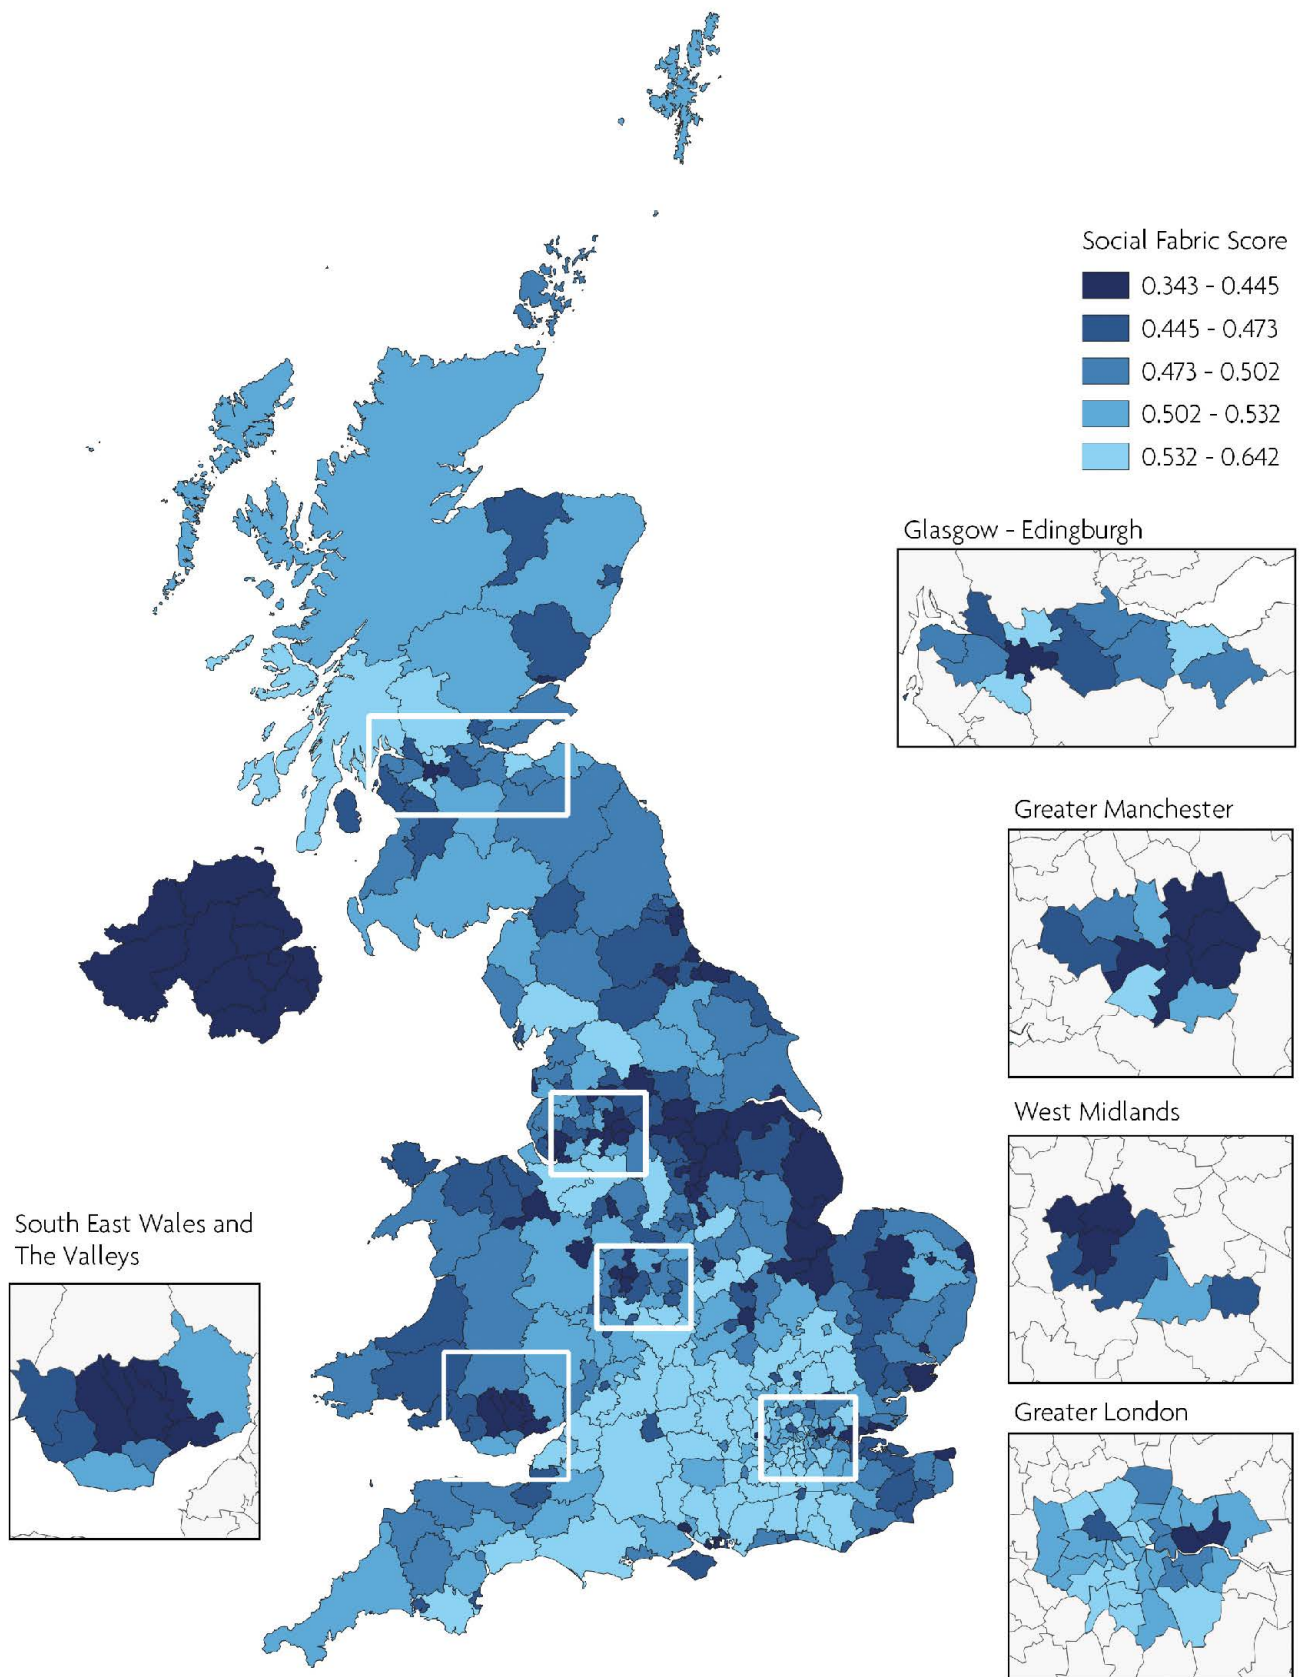 Social Fabric Score
0.343 - 0.445
0.445 - 0.473
0.473 - 0.502
0.502 - 0.532
0.532 - 0.642
Glasgow - Edingburgh
Greater Manchester
West Midlands
South East Wales and
The Valleys
Greater London